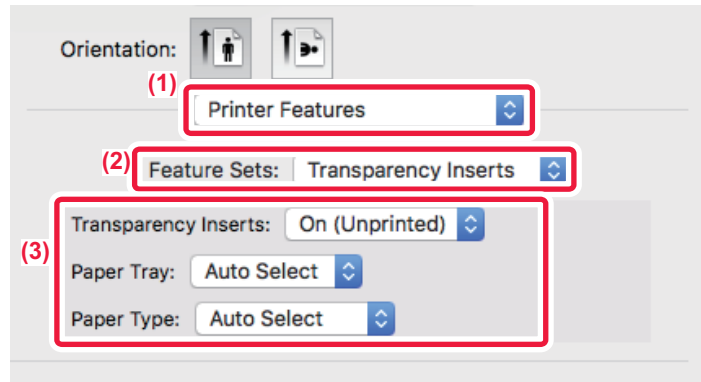 Orientation:
(1)
Printer Features
(2)
Feature Sets: Transparency Inserts
(3)
Transparency Inserts: On (Unprinted)
Paper Tray: Auto Select
Paper Type: Auto Select